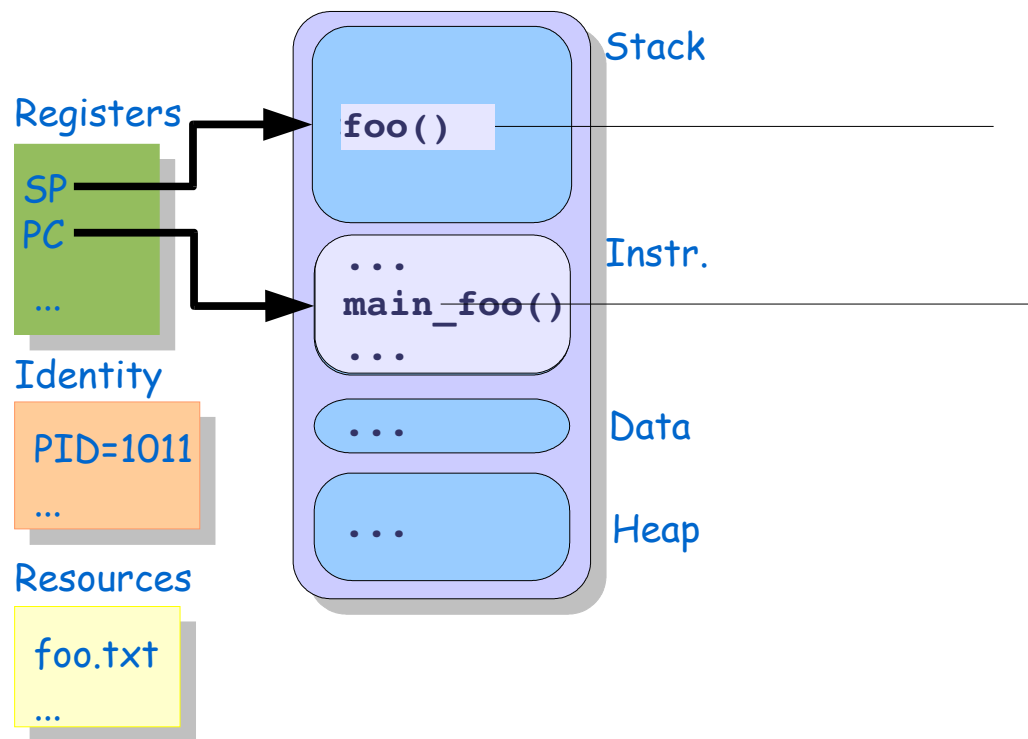 Registers
SP
PC
...
Identity
PID=1011
...
Resources
foo.txt
...
Stack
foo()
Instr.
...
main_foo()
...
Data
...
Heap
...